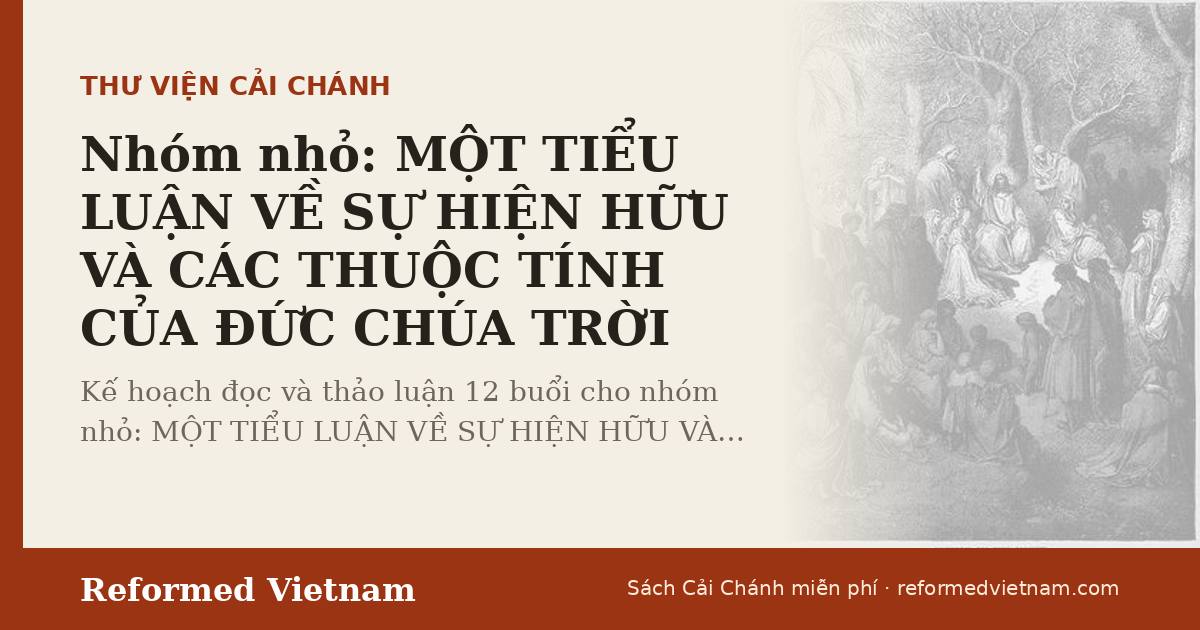 THƯ VIỆN CẢI CHÁNH
Nhóm nhỏ: MỘT TIỂU
LUẬN VỀ SỰ HIỆN HỮU
VÀ CÁC THUỘC TÍNH
CỦA ĐỨC CHÚA TRỜI
Kế hoạch đọc và thảo luận 12 buổi cho nhóm
nhỏ: MỘT TIỂU LUẬN VỀ SỰ HIỆN HỮU VÀ...
Reformed Vietnam
Sách Cải Chánh miễn phí · reformedvietnam.com